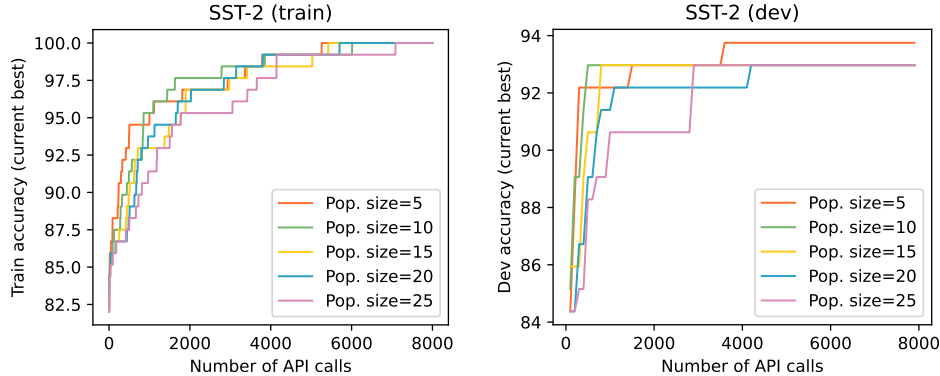 SST-2 (train)
100.0
97.5
95.0
92.5
90.0
87.5
85.0
82.5
Train accuracy (current best)
Pop. size=5
Pop. size=10
Pop. size=15
Pop. size=20
Pop. size=25
0 2000 4000 6000 8000
Number of API calls
SST-2 (dev)
94
92
90
88
86
84
Dev accuracy (current best)
Pop. size=5
Pop. size=10
Pop. size=15
Pop. size=20
Pop. size=25
0 2000 4000 6000 8000
Number of API calls